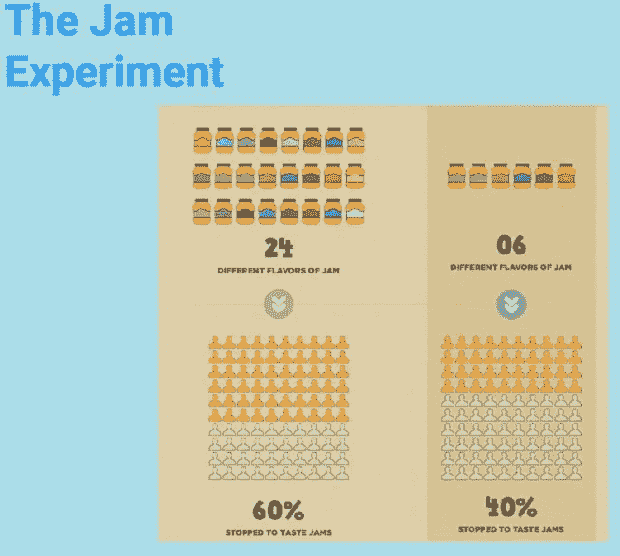 The Jam
Experiment
24
DIFFERENT FLAVORS OF JAM
06
DIFFERENT FLAVORS OF JAM
60%
STOPPED TO TASTE JAMS
40%
STOPPED TO TASTE JAMS